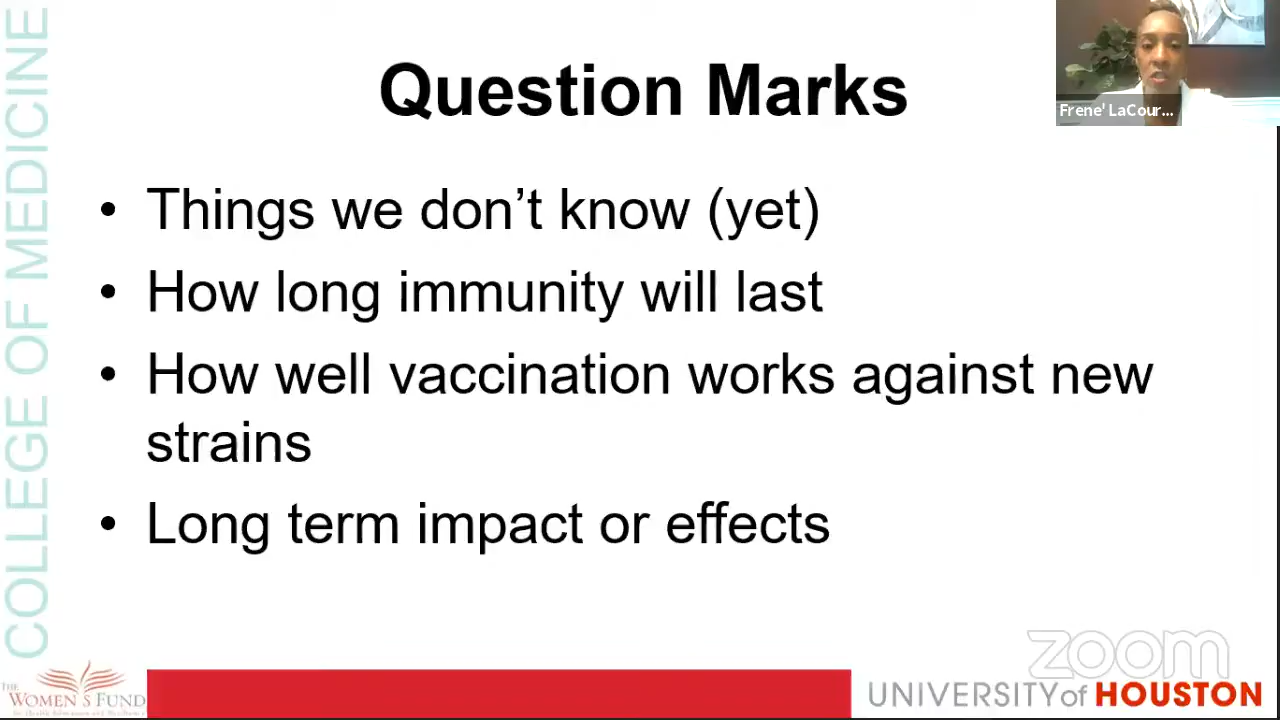 Question Marks
Frene' LaCour...
• Things we don’t know (yet)
• How long immunity will last
• How well vaccination works against new
strains
• Long term impact or effects
COLLEGE OF MEDICINE
zoom
THE
WOMEN'S FUND
UNIVERSITY of HOUSTON